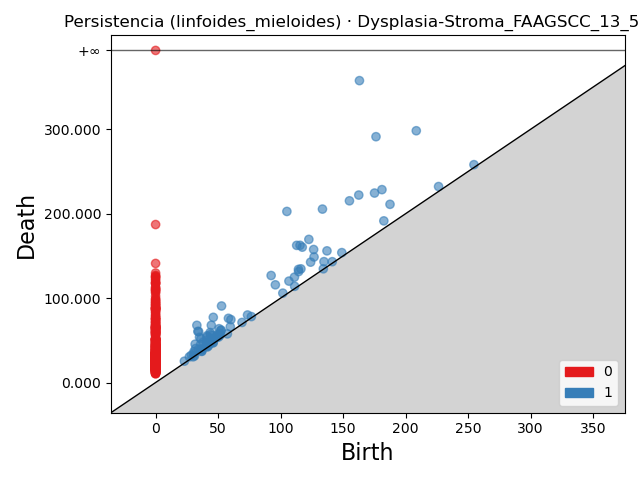 Persistencia (linfoides_mieloides) · Dysplasia-Stroma_FAAGSCC_13_5
+∞
300.000
200.000
100.000
0.000
Death
0 50 100 150 200 250 300 350
Birth
0
1